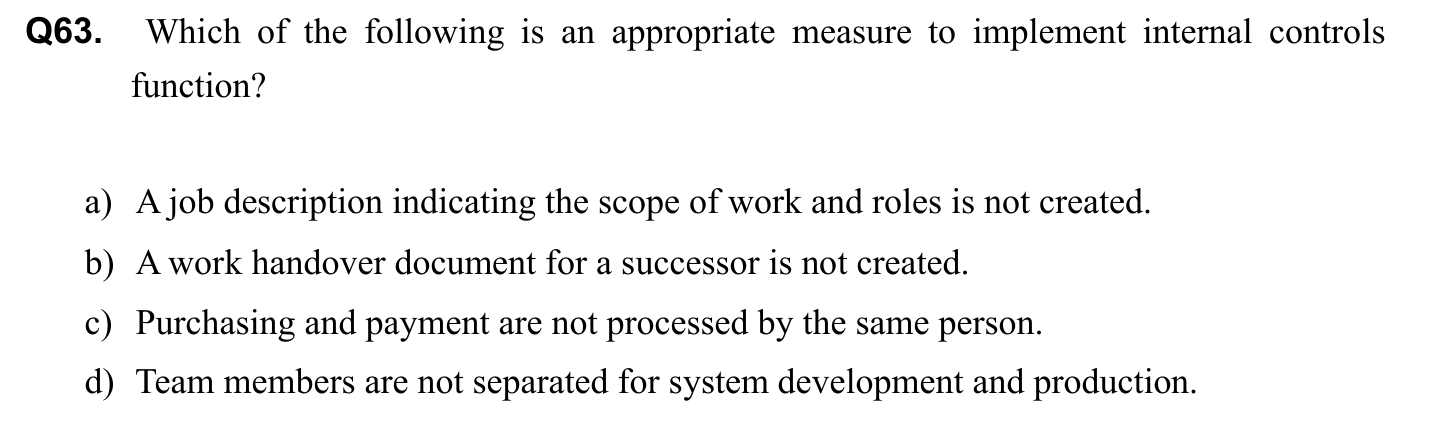 Q63. Which of the following is an appropriate measure to implement internal controls
function?
a) A job description indicating the scope of work and roles is not created.
b) A work handover document for a successor is not created.
c) Purchasing and payment are not processed by the same person.
d) Team members are not separated for system development and production.